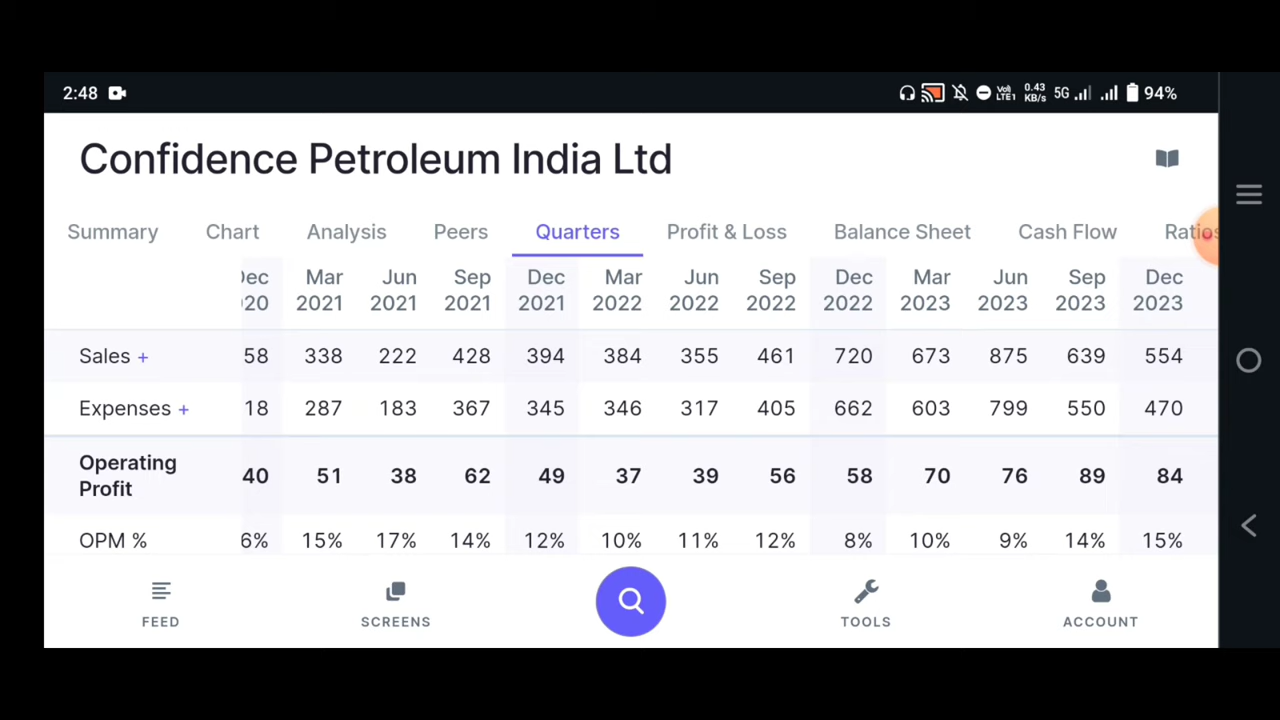 2:48 Vol LTE1 0.43 KB/s 5G 94%
Confidence Petroleum India Ltd
Summary Chart Analysis Peers Quarters Profit & Loss Balance Sheet Cash Flow Ratios
Dec Mar Jun Sep Dec Mar Jun Sep Dec Mar Jun Sep Dec
20 2021 2021 2021 2021 2022 2022 2022 2022 2023 2023 2023 2023
Sales + 58 338 222 428 394 384 355 461 720 673 875 639 554
Expenses + 18 287 183 367 345 346 317 405 662 603 799 550 470
Operating
Profit 40 51 38 62 49 37 39 56 58 70 76 89 84
OPM % 6% 15% 17% 14% 12% 10% 11% 12% 8% 10% 9% 14% 15%
FEED SCREENS TOOLS ACCOUNT